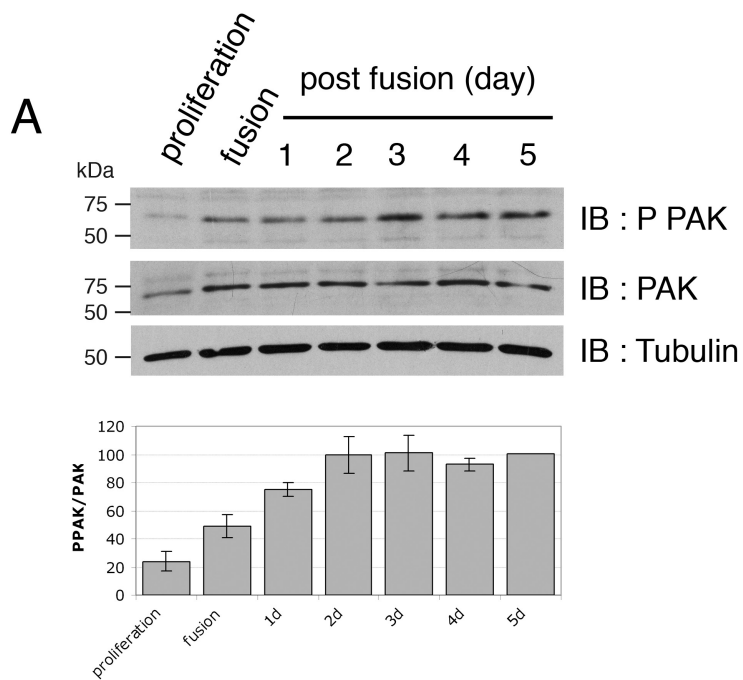 A
proliferation
fusion
post fusion (day)
1 2 3 4 5
kDa
75
50
IB : P PAK
75
50
IB : PAK
50
IB : Tubulin
PPAK/PAK
120
100
80
60
40
20
0
proliferation
fusion
1d
2d
3d
4d
5d